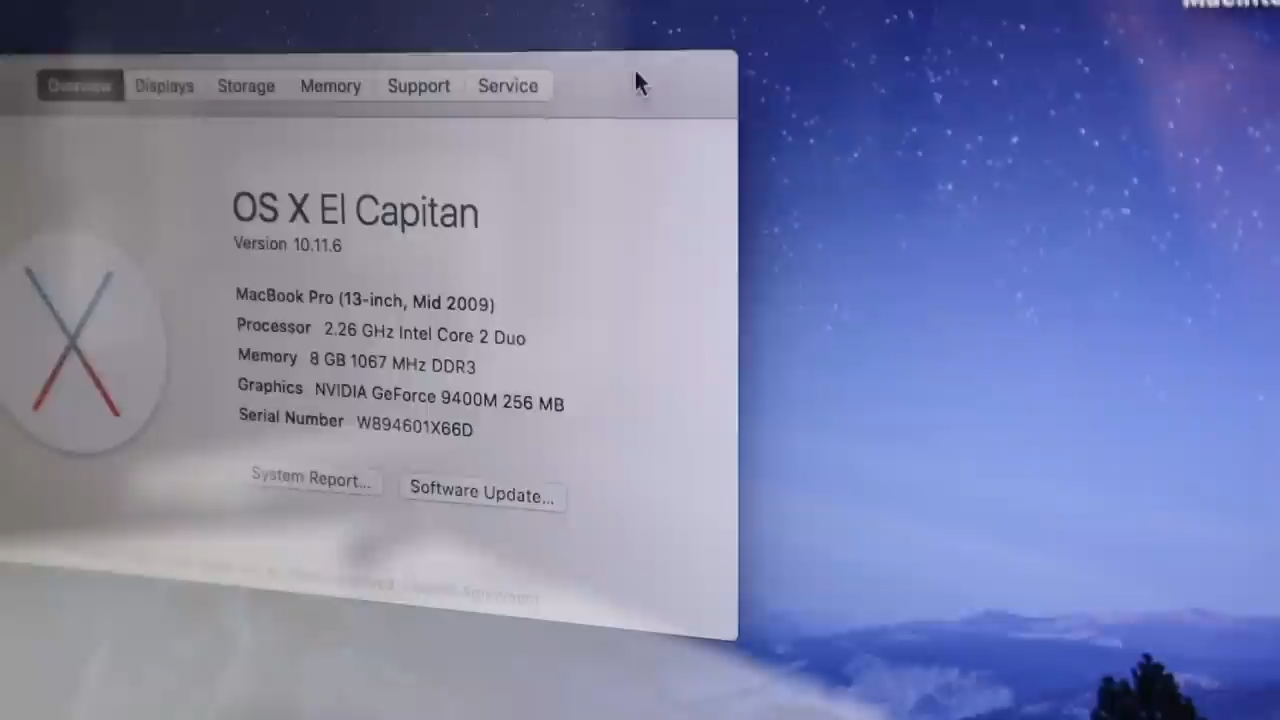 Overview Displays Storage Memory Support Service
OS X El Capitan
Version 10.11.6
MacBook Pro (13-inch, Mid 2009)
Processor 2.26 GHz Intel Core 2 Duo
Memory 8 GB 1067 MHz DDR3
Graphics NVIDIA GeForce 9400M 256 MB
Serial Number W894601X66D
System Report... Software Update...